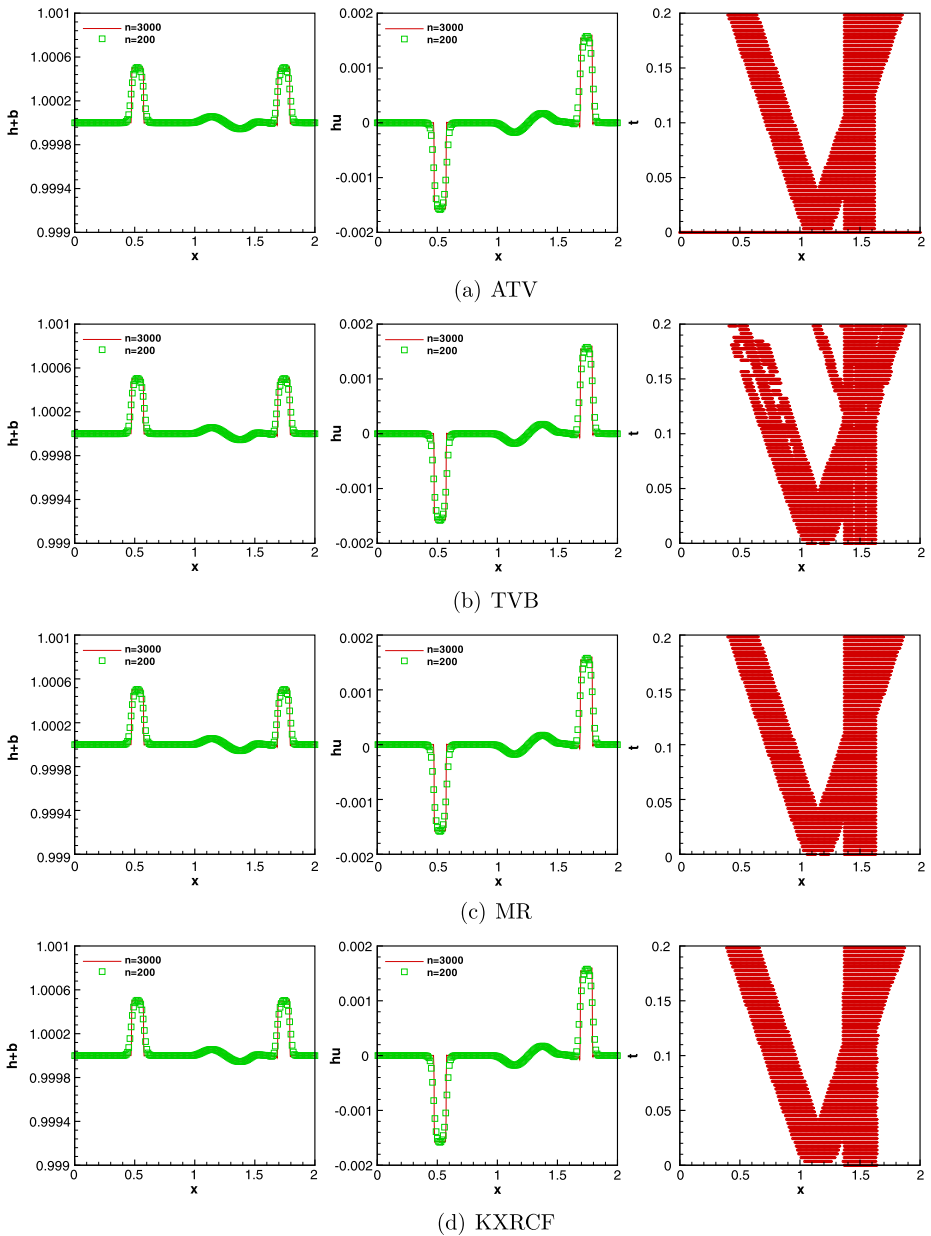 1.001
1.0006
1.0002
0.9998
0.9994
0.999
h+b
n=3000
n=200
0 0.5 1 1.5 2
x
0.002
0.001
0
-0.001
-0.002
hu
n=3000
n=200
0 0.5 1 1.5 2
x
0.2
0.15
0.1
0.05
0
t
0 0.5 1 1.5 2
x
(a) ATV
1.001
1.0006
1.0002
0.9998
0.9994
0.999
h+b
n=3000
n=200
0 0.5 1 1.5 2
x
0.002
0.001
0
-0.001
-0.002
hu
n=3000
n=200
0 0.5 1 1.5 2
x
0.2
0.15
0.1
0.05
0
t
0 0.5 1 1.5 2
x
(b) TVB
1.001
1.0006
1.0002
0.9998
0.9994
0.999
h+b
n=3000
n=200
0 0.5 1 1.5 2
x
0.002
0.001
0
-0.001
-0.002
hu
n=3000
n=200
0 0.5 1 1.5 2
x
0.2
0.15
0.1
0.05
0
t
0 0.5 1 1.5 2
x
(c) MR
1.001
1.0006
1.0002
0.9998
0.9994
0.999
h+b
n=3000
n=200
0 0.5 1 1.5 2
x
0.002
0.001
0
-0.001
-0.002
hu
n=3000
n=200
0 0.5 1 1.5 2
x
0.2
0.15
0.1
0.05
0
t
0 0.5 1 1.5 2
x
(d) KXRCF